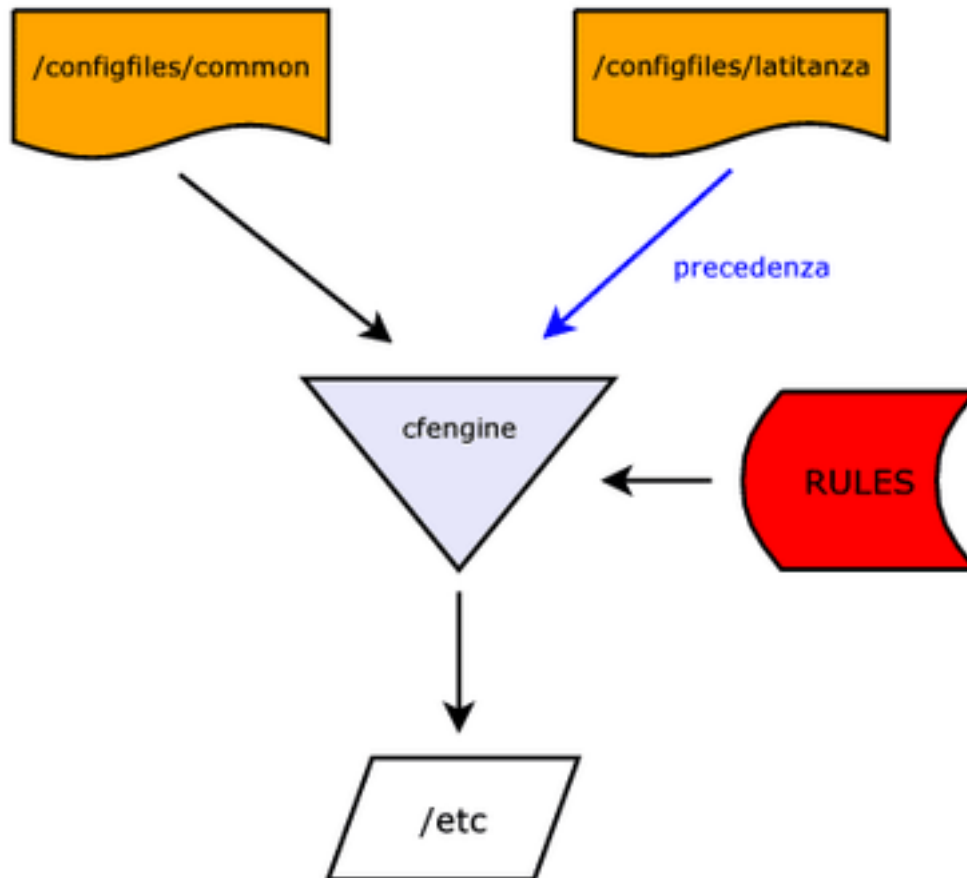 /configfiles/common
/configfiles/latitanza
precedenza
cfengine
RULES
/etc